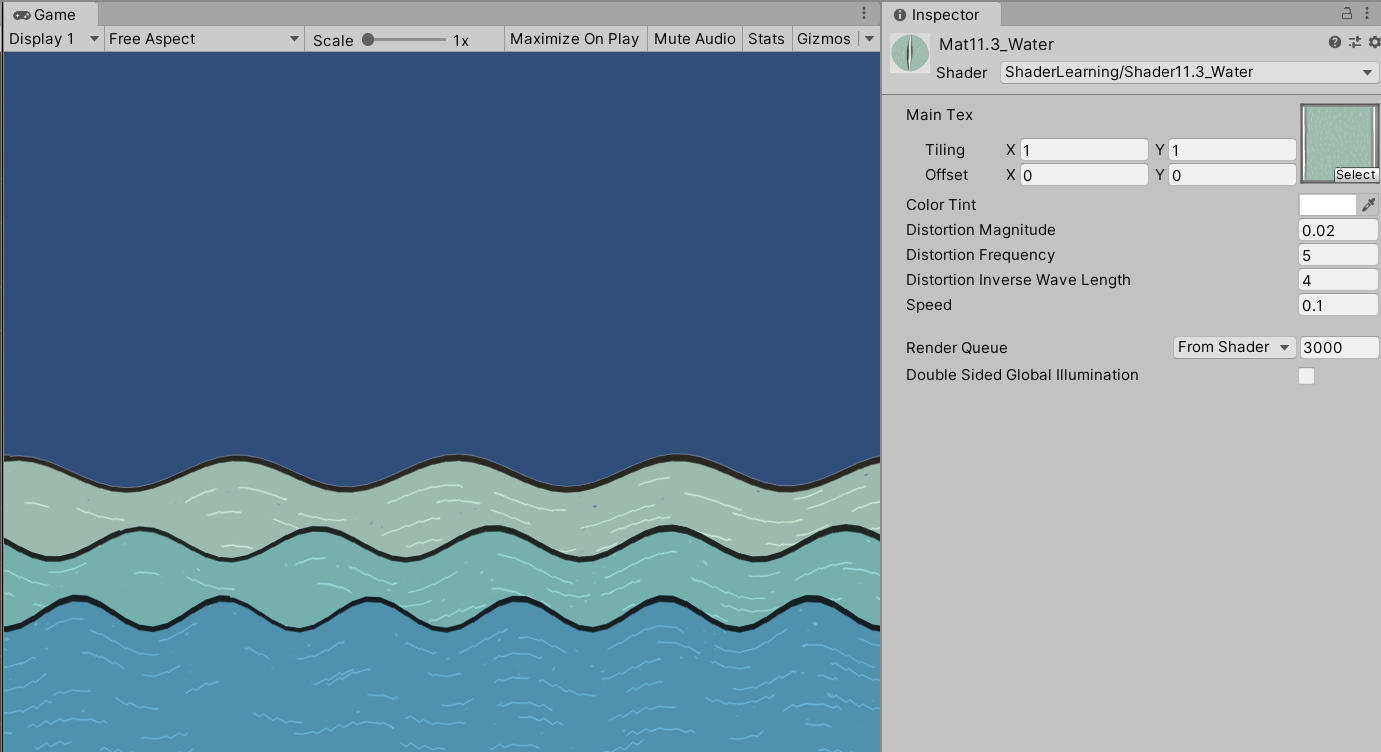 Game
Display 1 Free Aspect Scale 1x Maximize On Play Mute Audio Stats Gizmos
Inspector
Mat11.3_Water
Shader ShaderLearning/Shader11.3_Water
Main Tex
Tiling X 1 Y 1
Offset X 0 Y 0
Select
Color Tint
Distortion Magnitude 0.02
Distortion Frequency 5
Distortion Inverse Wave Length 4
Speed 0.1
Render Queue From Shader 3000
Double Sided Global Illumination